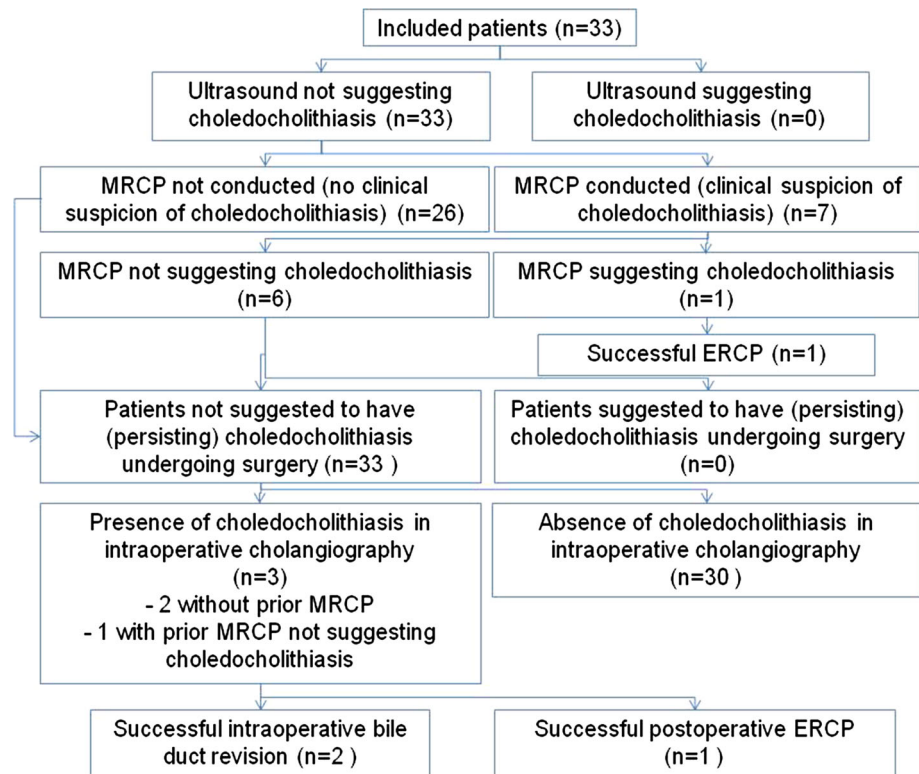 Included patients (n=33)
Ultrasound not suggesting
choledocholithiasis (n=33)
Ultrasound suggesting
choledocholithiasis (n=0)
MRCP not conducted (no clinical
suspicion of choledocholithiasis) (n=26)
MRCP conducted (clinical suspicion of
choledocholithiasis) (n=7)
MRCP not suggesting choledocholithiasis
(n=6)
MRCP suggesting choledocholithiasis
(n=1)
Successful ERCP (n=1)
Patients not suggested to have
(persisting) choledocholithiasis
undergoing surgery (n=33 )
Patients suggested to have (persisting)
choledocholithiasis undergoing surgery
(n=0)
Presence of choledocholithiasis in
intraoperative cholangiography
(n=3)
- 2 without prior MRCP
- 1 with prior MRCP not suggesting
choledocholithiasis
Absence of choledocholithiasis in
intraoperative cholangiography
(n=30 )
Successful intraoperative bile
duct revision (n=2 )
Successful postoperative ERCP
(n=1 )